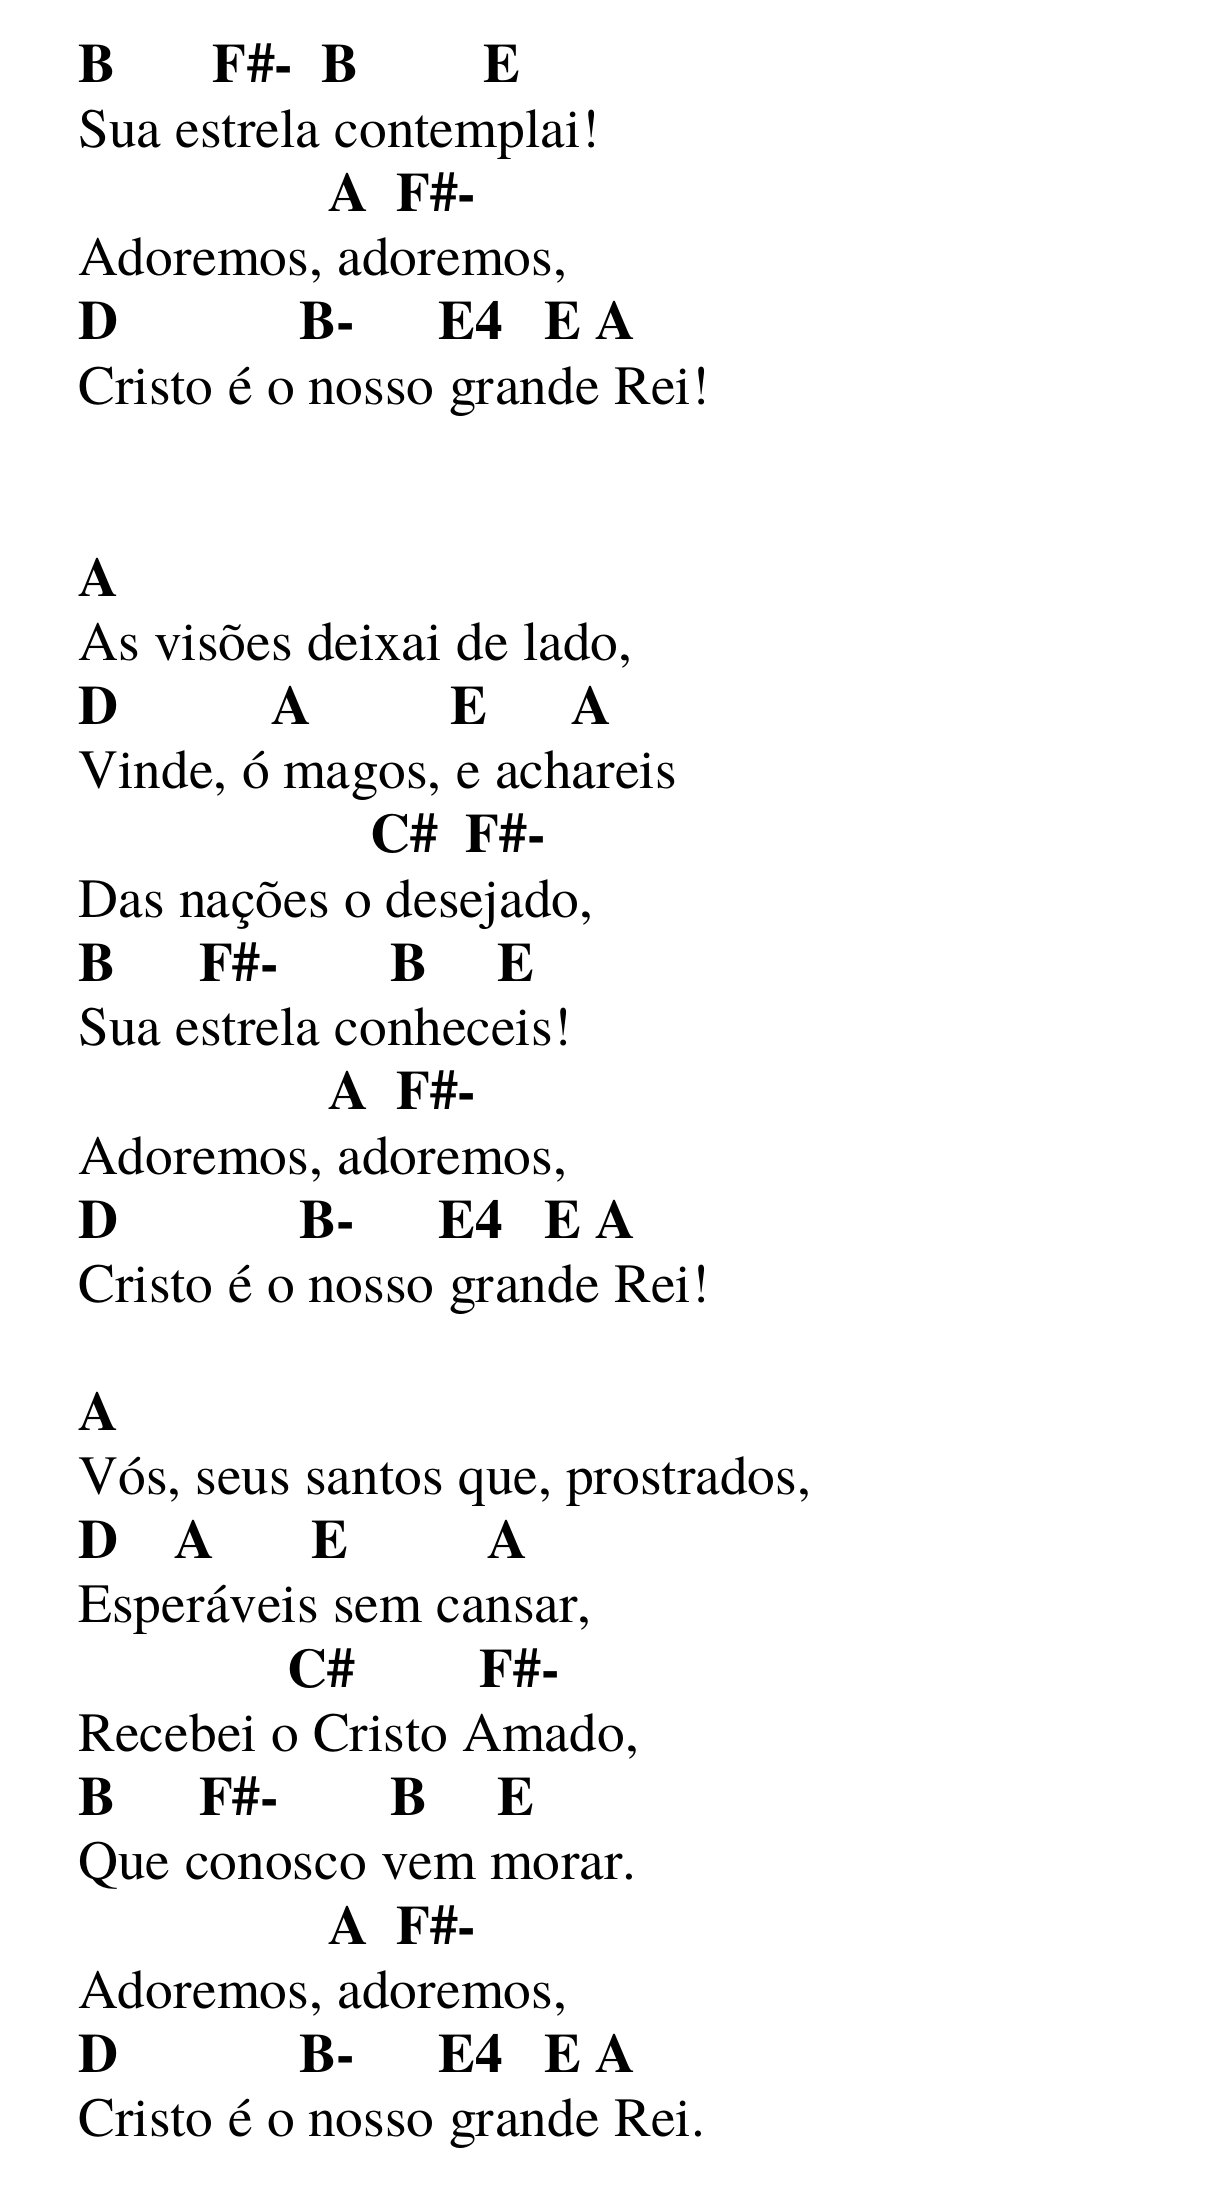 B       F#-  B         E
Sua estrela contemplai!
                  A  F#-
Adoremos, adoremos,
D             B-      E4   E A
Cristo é o nosso grande Rei!
A
As visões deixai de lado,
D           A          E      A
Vinde, ó magos, e achareis
                     C#  F#-
Das nações o desejado,
B      F#-        B     E
Sua estrela conheceis!
                  A  F#-
Adoremos, adoremos,
D             B-      E4   E A
Cristo é o nosso grande Rei!
A
Vós, seus santos que, prostrados,
D    A       E          A
Esperáveis sem cansar,
               C#         F#-
Recebei o Cristo Amado,
B      F#-        B     E
Que conosco vem morar.
                  A  F#-
Adoremos, adoremos,
D             B-      E4   E A
Cristo é o nosso grande Rei.